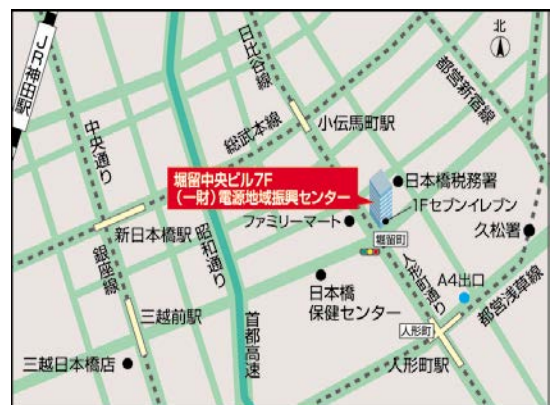 北
JR神田駅
日比谷線
都営新宿線
中央通り
総武本線
小伝馬町駅
堀留中央ビル7F
(一財)電源地域振興センター
日本橋税務署
1Fセブンイレブン
ファミリーマート
久松署
新日本橋駅
昭和通り
堀留町
人形町通り
銀座線
A4出口
日本橋
保健センター
都営浅草線
三越前駅
首都高速
人形町
三越日本橋店
人形町駅